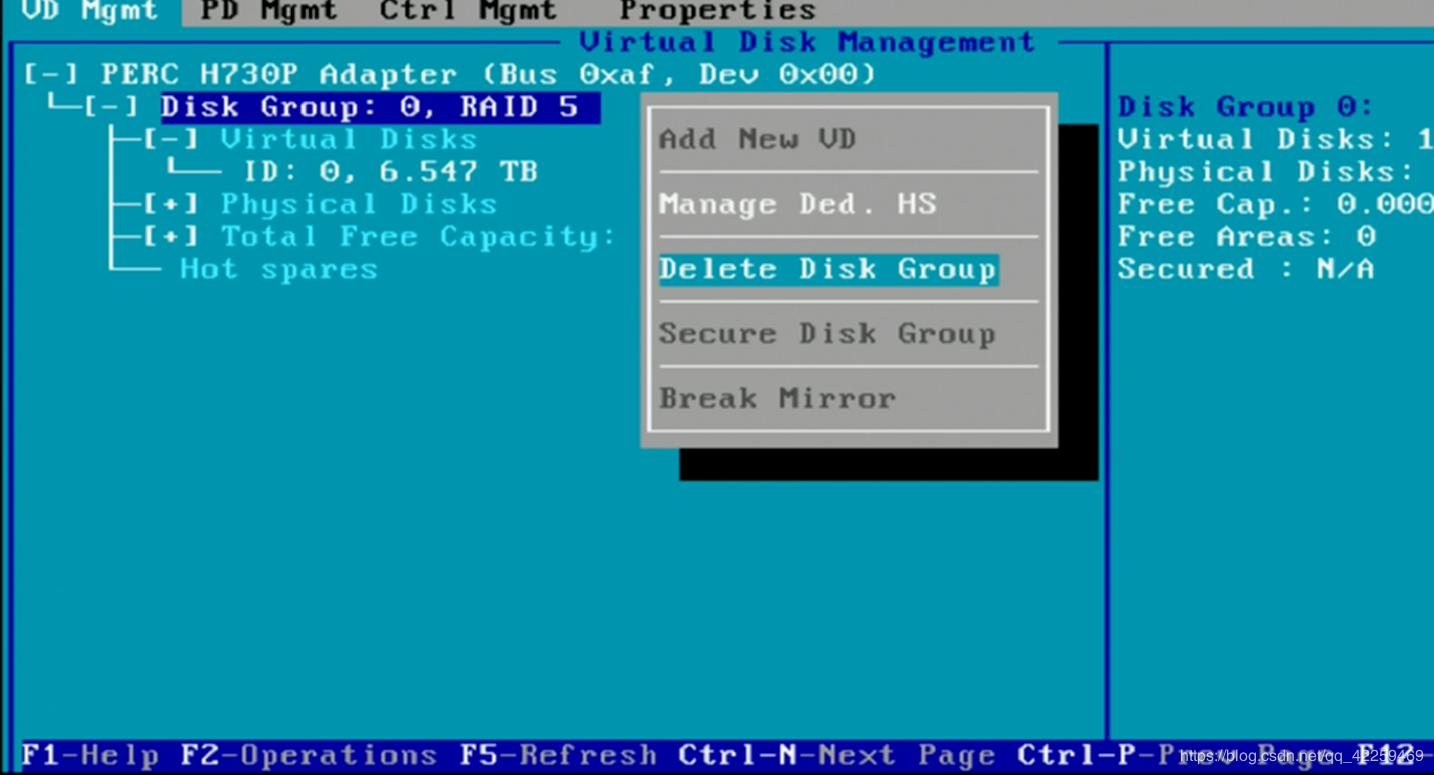 VD Mgmt PD Mgmt Ctrl Mgmt Properties
Virtual Disk Management
[-] PERC H730P Adapter (Bus 0xaf, Dev 0x00)
[-] Disk Group: 0, RAID 5
[-] Virtual Disks
ID: 0, 6.547 TB
[+] Physical Disks
[+] Total Free Capacity:
Hot spares
Add New VD
Manage Ded. HS
Delete Disk Group
Secure Disk Group
Break Mirror
Disk Group 0:
Virtual Disks: 1
Physical Disks:
Free Cap.: 0.000
Free Areas: 0
Secured : N/A
F1-Help F2-Operations F5-Refresh Ctrl-N-Next Page Ctrl-P-Prev Page F12-
https://blog.csdn.net/qq_42259469